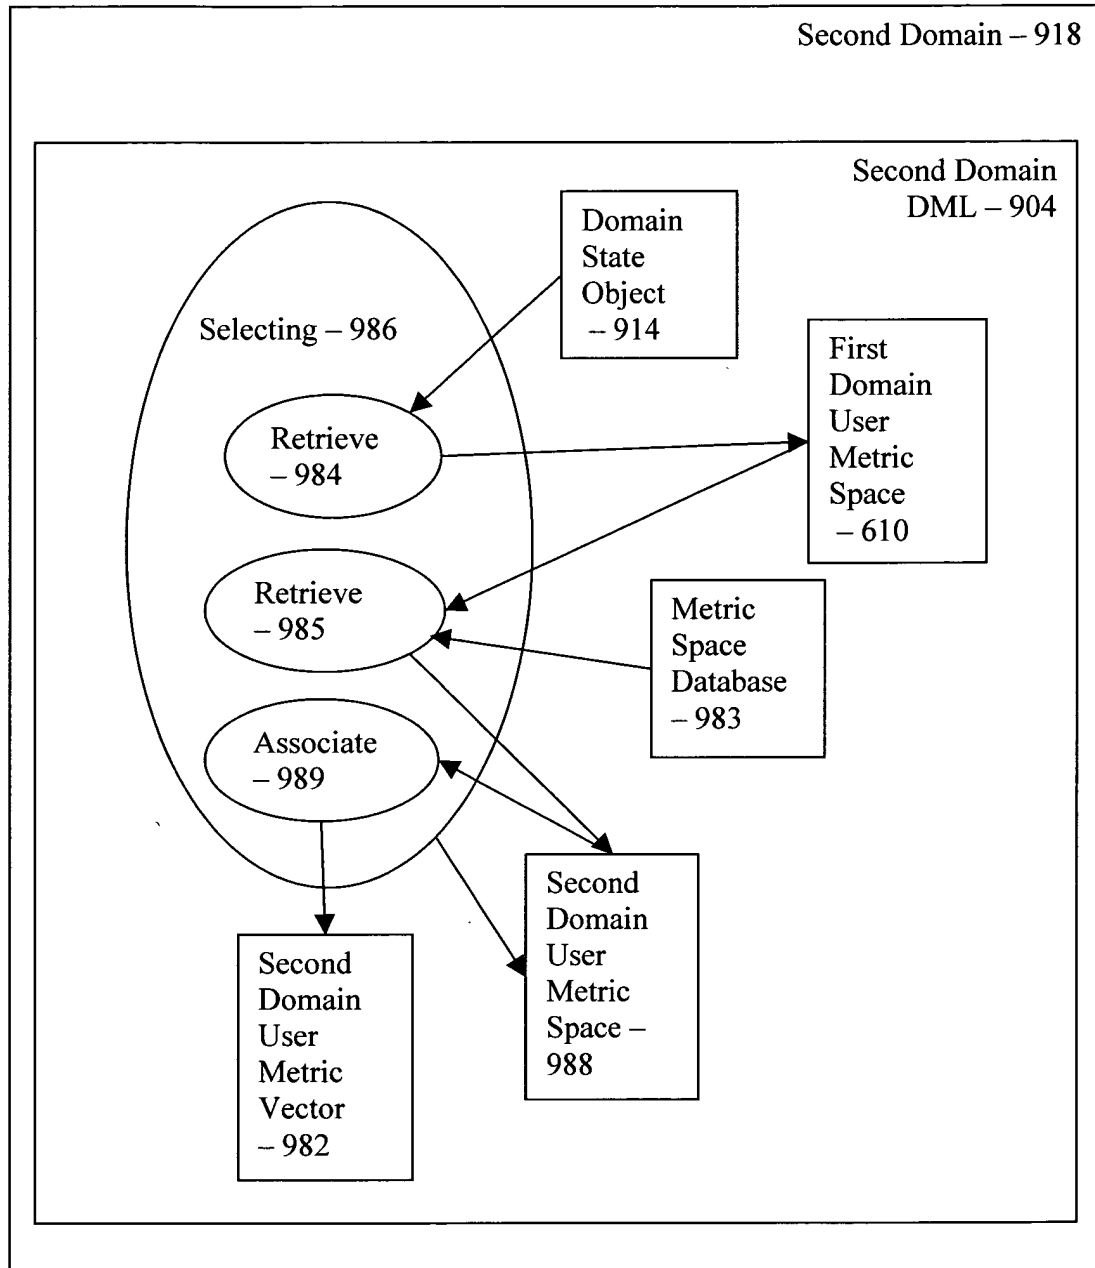 Second Domain – 918
Second Domain
DML – 904
Domain
State
Object
– 914
Selecting – 986
First
Domain
User
Metric
Space
– 610
Retrieve
– 984
Retrieve
– 985
Metric
Space
Database
– 983
Associate
– 989
Second
Domain
User
Metric
Space –
988
Second
Domain
User
Metric
Vector
– 982